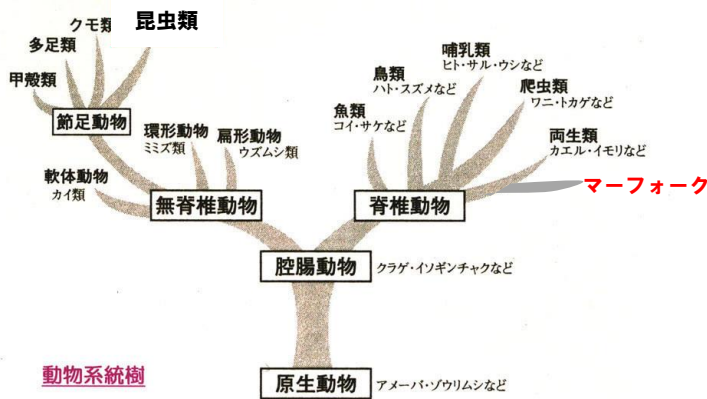 クモ類
昆虫類
多足類
甲殻類
節足動物
環形動物
ミミズ類
扁形動物
ウズムシ類
軟体動物
カイ類
無脊椎動物
哺乳類
ヒト・サル・ウシなど
鳥類
ハト・スズメなど
爬虫類
ワニ・トカゲなど
魚類
コイ・サケなど
両生類
カエル・イモリなど
マーフォーク
脊椎動物
腔腸動物
クラゲ・イソギンチャクなど
動物系統樹
原生動物
アメーバ・ゾウリムシなど